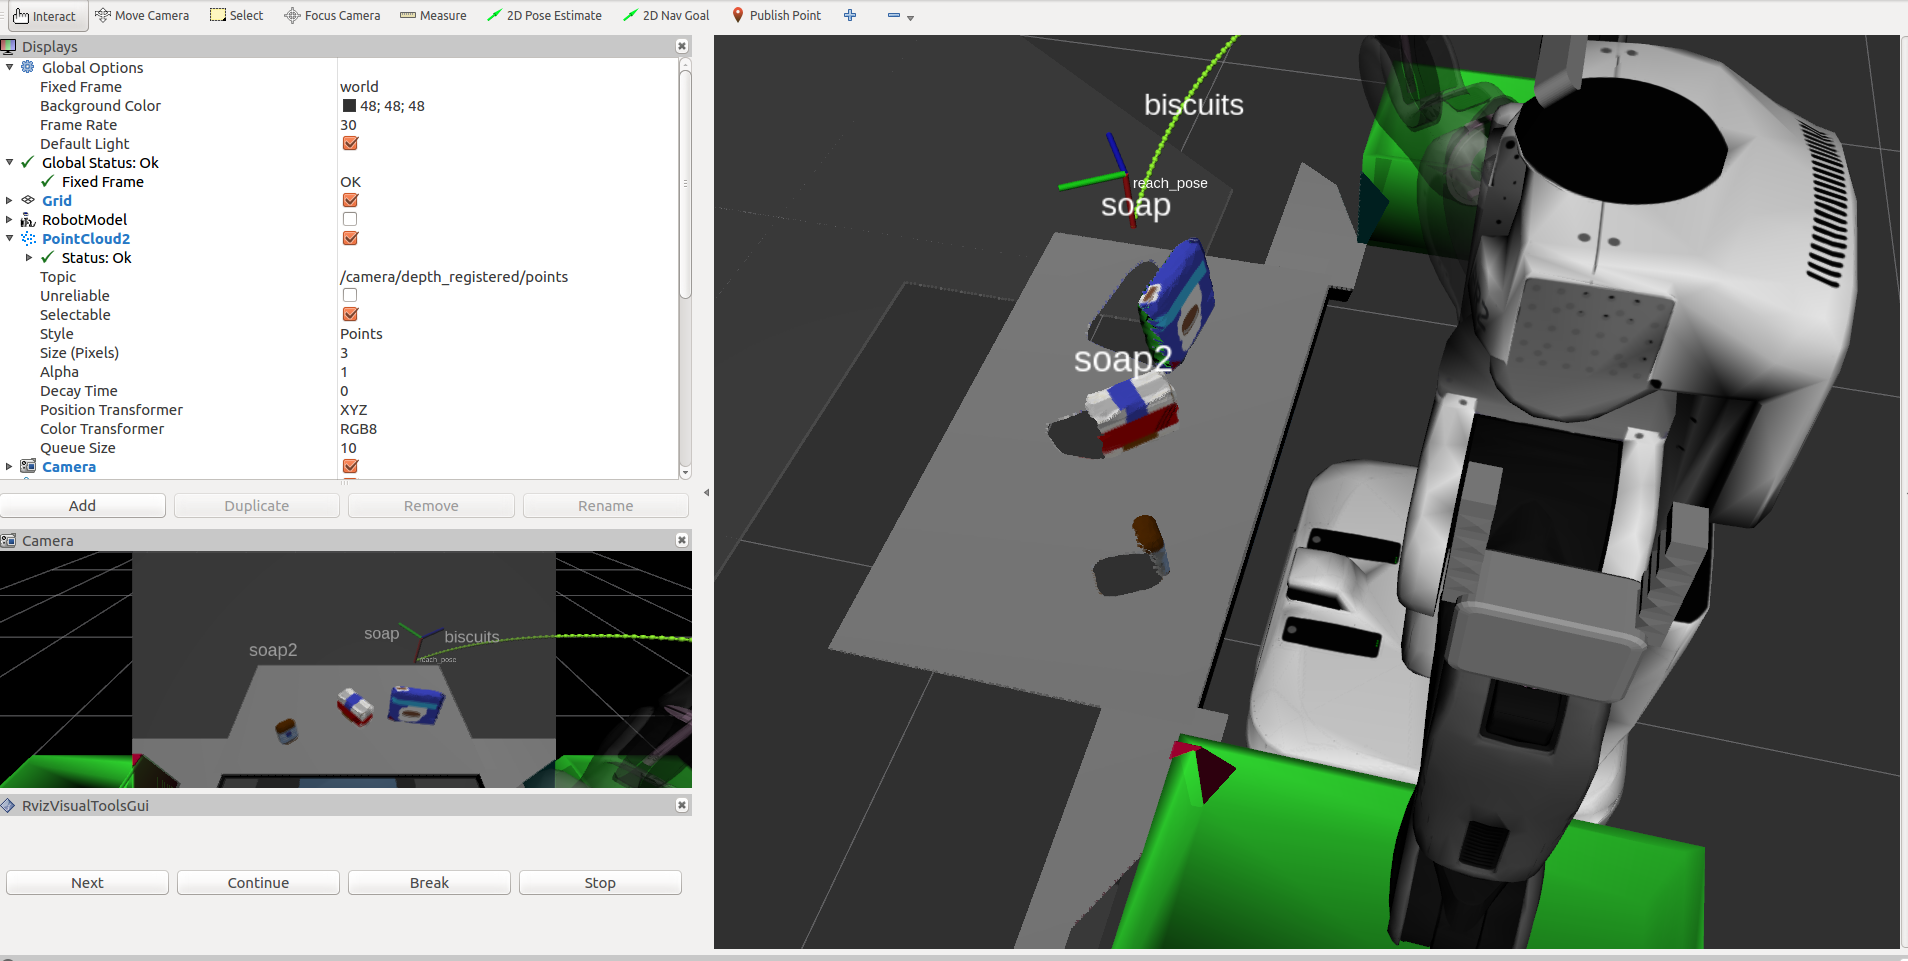 Interact Move Camera Select Focus Camera Measure 2D Pose Estimate 2D Nav Goal Publish Point
Displays
Global Options
Fixed Frame world
Background Color 48; 48; 48
Frame Rate 30
Default Light
Global Status: Ok
Fixed Frame OK
Grid
RobotModel
PointCloud2
Status: Ok
Topic /camera/depth_registered/points
Unreliable
Selectable
Style Points
Size (Pixels) 3
Alpha 1
Decay Time 0
Position Transformer XYZ
Color Transformer RGB8
Queue Size 10
Camera
Add Duplicate Remove Rename
Camera
soap biscuits
soap2
reach_pose
RvizVisualToolsGui
Next Continue Break Stop
biscuits
reach_pose
soap
soap2